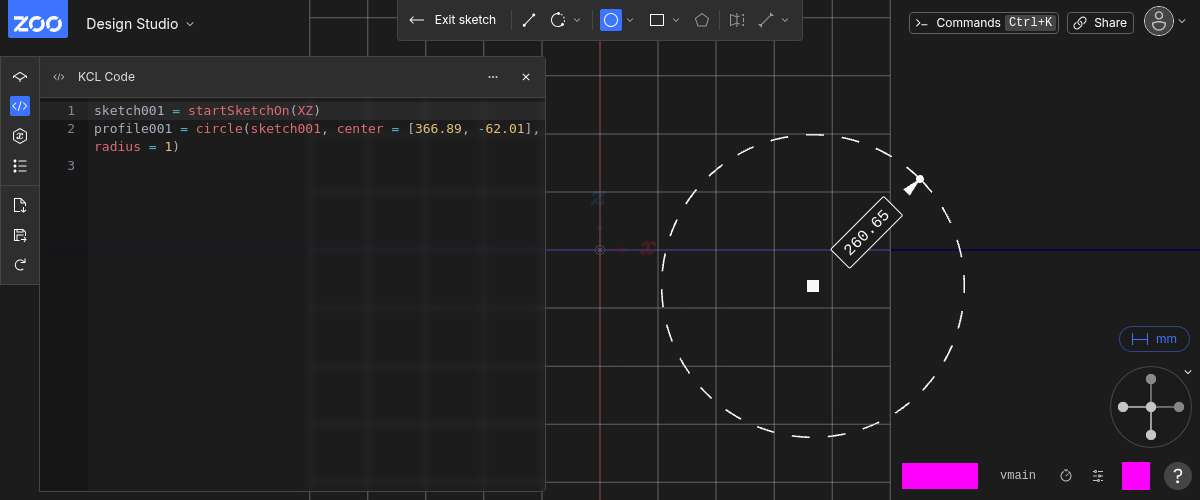 ZOO Design Studio
Exit sketch
Commands Ctrl+K
Share
KCL Code
1 sketch001 = startSketchOn(XZ)
2 profile001 = circle(sketch001, center = [366.89, -62.01],
radius = 1)
3
z
x
260.65
mm
vmain
?